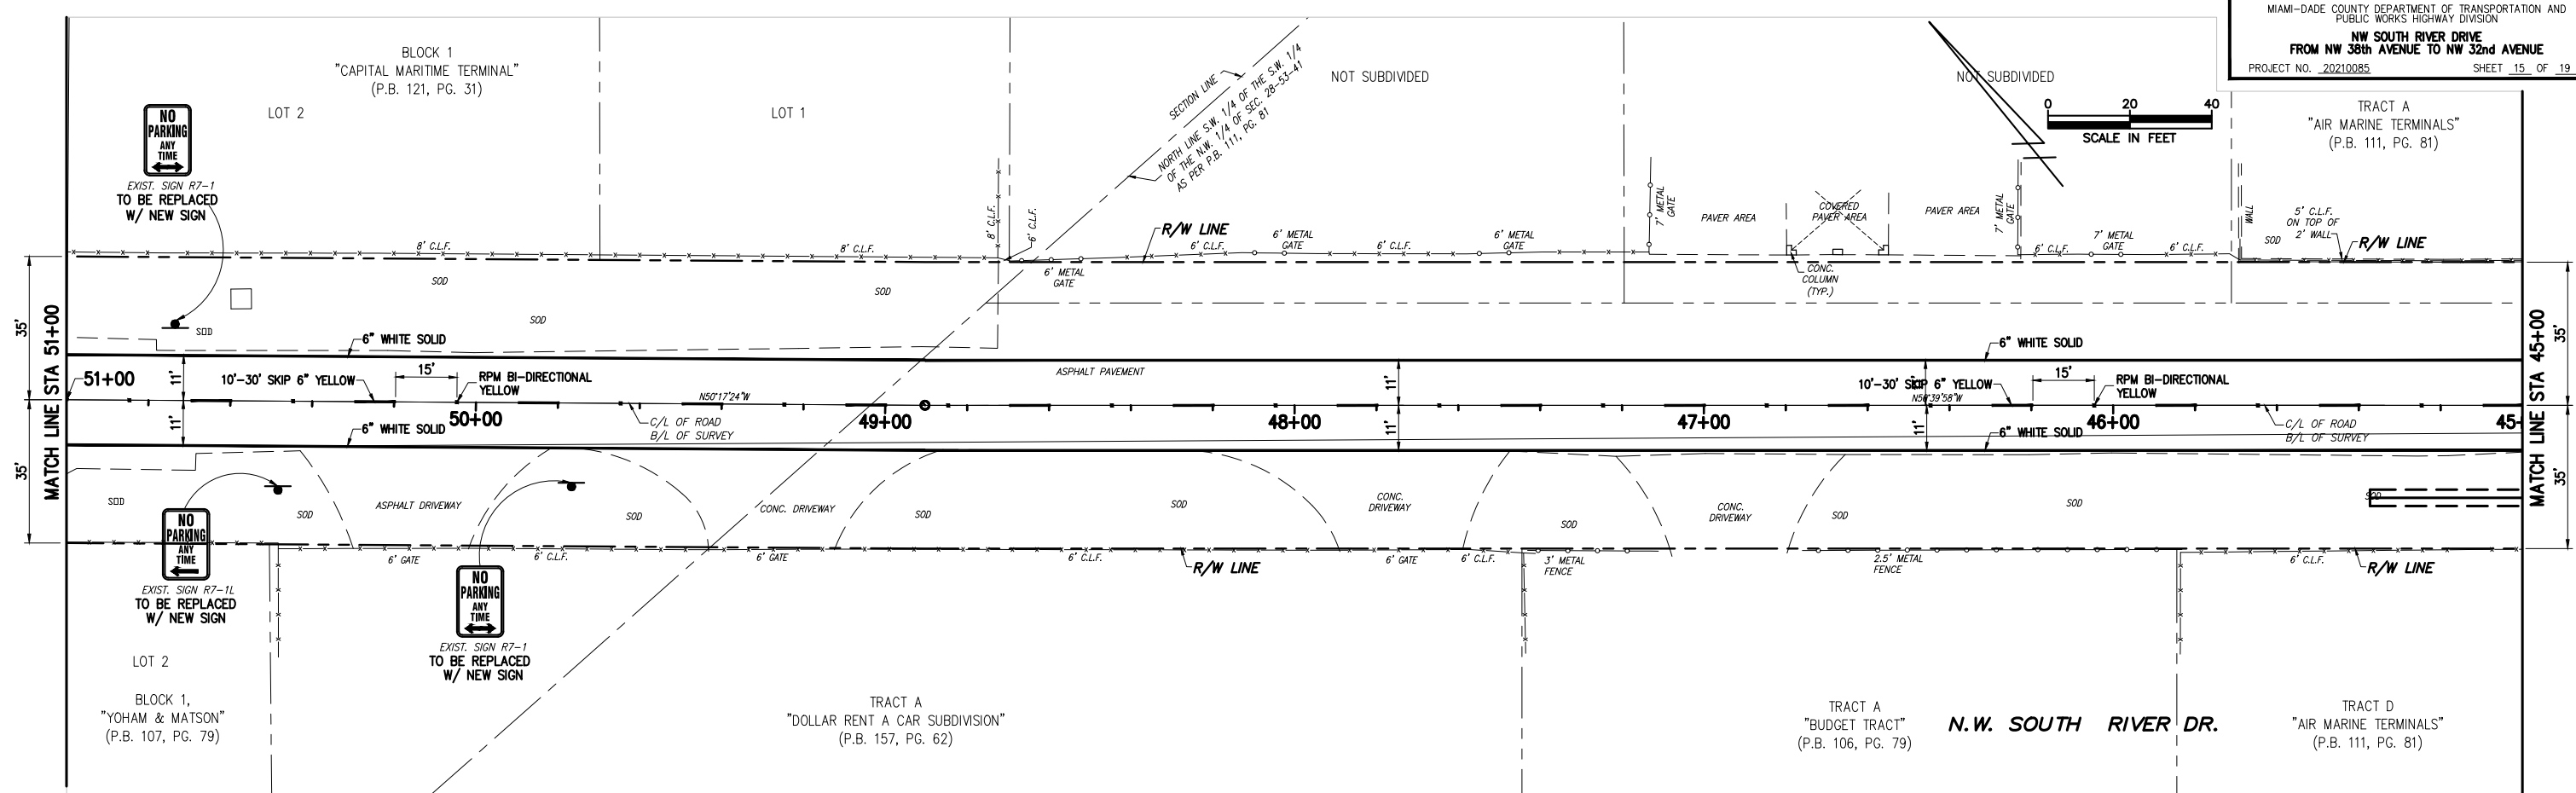 MIAMI-DADE COUNTY DEPARTMENT OF TRANSPORTATION AND
PUBLIC WORKS HIGHWAY DIVISION
NW SOUTH RIVER DRIVE
FROM NW 38th AVENUE TO NW 32nd AVENUE
PROJECT NO. 20210085
SHEET 15 OF 19
BLOCK 1
"CAPITAL MARITIME TERMINAL"
(P.B. 121, PG. 31)
LOT 2
LOT 1
SECTION LINE
NORTH LINE S.W. 1/4 OF THE S.W. 1/4
OF THE N.W. 1/4 OF SEC. 28-53-41
AS PER P.B. 111, PG. 81
NOT SUBDIVIDED
NOT SUBDIVIDED
0 20 40
SCALE IN FEET
TRACT A
"AIR MARINE TERMINALS"
(P.B. 111, PG. 81)
NO
PARKING
ANY
TIME
EXIST. SIGN R7-1
TO BE REPLACED
W/ NEW SIGN
8' C.L.F.
8' C.L.F.
8' C.L.F.
6' C.L.F.
R/W LINE
6' METAL
GATE
6' C.L.F.
6' METAL
GATE
6' C.L.F.
6' METAL
GATE
7' METAL
GATE
PAVER AREA
COVERED
PAVER AREA
PAVER AREA
7' METAL
GATE
CONC.
COLUMN
(TYP.)
6' C.L.F.
7' METAL
GATE
6' C.L.F.
WALL
SOD
5' C.L.F.
ON TOP OF
2' WALL
R/W LINE
SOD
SOD
SOD
SOD
35'
35'
MATCH LINE STA 51+00
6" WHITE SOLID
6" WHITE SOLID
51+00
11'
11'
10'-30' SKIP 6" YELLOW
15'
RPM BI-DIRECTIONAL
YELLOW
50+00
C/L OF ROAD
B/L OF SURVEY
N50°17'24"W
49+00
ASPHALT PAVEMENT
48+00
11'
11'
47+00
10'-30' SKIP 6" YELLOW
N50°39'58"W
11'
15'
RPM BI-DIRECTIONAL
YELLOW
46+00
C/L OF ROAD
B/L OF SURVEY
45+
6" WHITE SOLID
6" WHITE SOLID
MATCH LINE STA 45+00
35'
35'
SOD
SOD
ASPHALT DRIVEWAY
SOD
CONC. DRIVEWAY
SOD
SOD
CONC.
DRIVEWAY
SOD
CONC.
DRIVEWAY
SOD
SOD
SOD
NO
PARKING
ANY
TIME
EXIST. SIGN R7-1L
TO BE REPLACED
W/ NEW SIGN
NO
PARKING
ANY
TIME
EXIST. SIGN R7-1
TO BE REPLACED
W/ NEW SIGN
6' GATE
6' C.L.F.
6' GATE
6' C.L.F.
R/W LINE
6' GATE
6' C.L.F.
3' METAL
FENCE
2.5' METAL
FENCE
6' C.L.F.
R/W LINE
LOT 2
BLOCK 1,
"YOHAM & MATSON"
(P.B. 107, PG. 79)
TRACT A
"DOLLAR RENT A CAR SUBDIVISION"
(P.B. 157, PG. 62)
TRACT A
"BUDGET TRACT"
(P.B. 106, PG. 79)
N.W. SOUTH RIVER DR.
TRACT D
"AIR MARINE TERMINALS"
(P.B. 111, PG. 81)